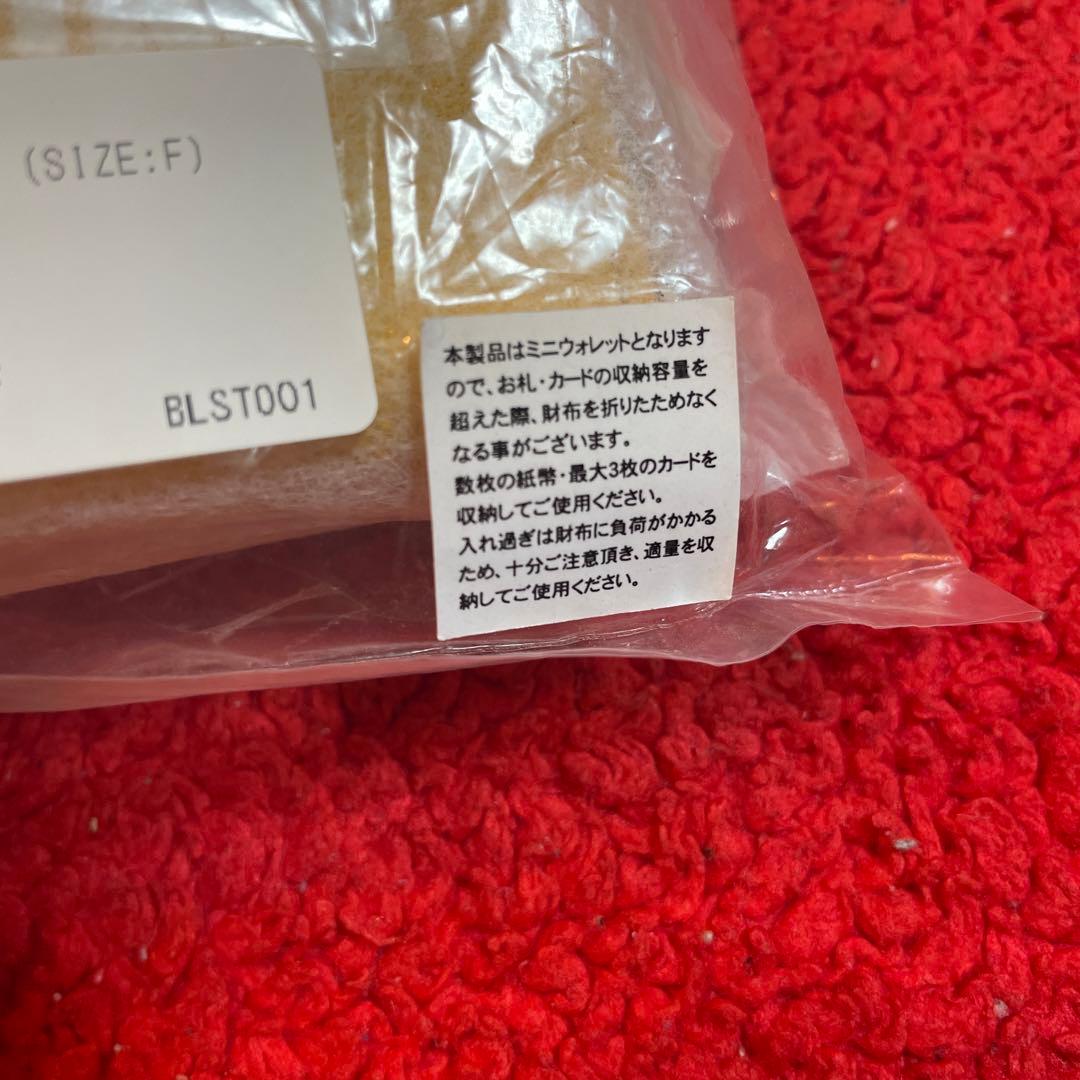 (SIZE:F)
BLST001
本製品はミニウォレットとなります
ので、お札・カードの収納容量を
超えた際、財布を折りたためなく
なる事がございます。
数枚の紙幣・最大3枚のカードを
収納してご使用ください。
入れ過ぎは財布に負荷がかかる
ため、十分ご注意頂き、適量を収
納してご使用ください。